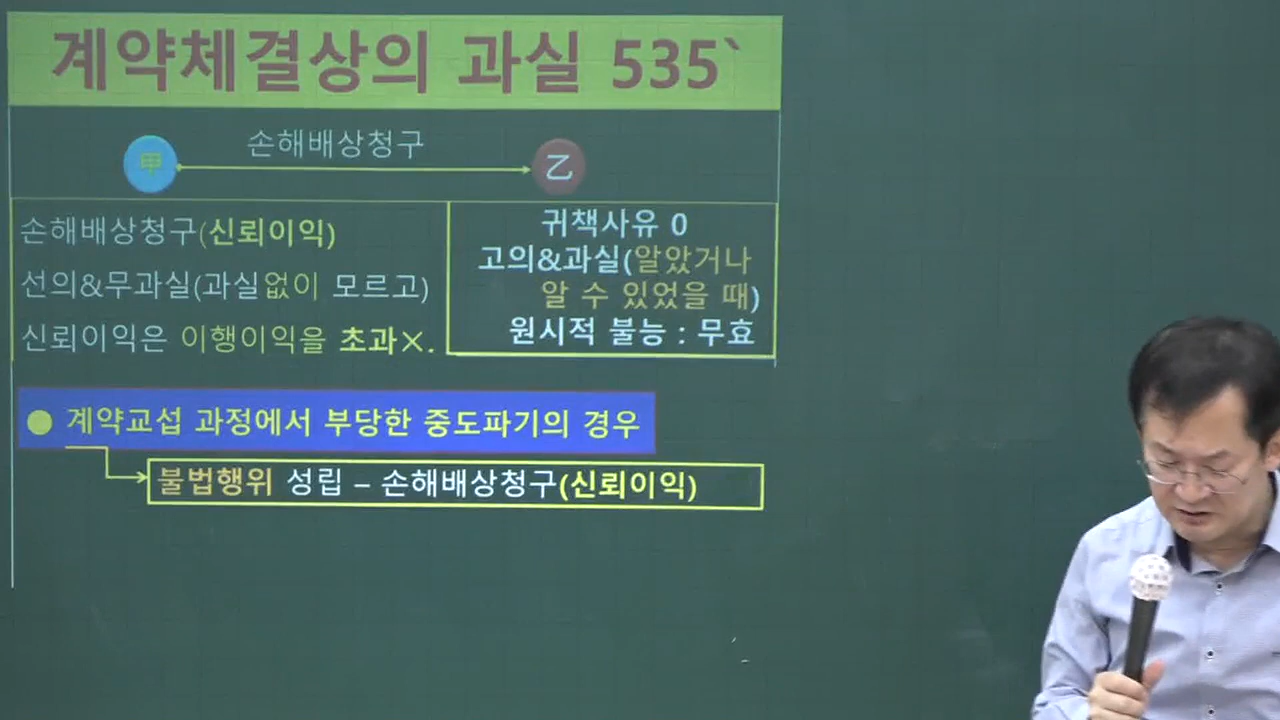 계약체결상의 과실 535`
손해배상청구
甲
乙
손해배상청구(신뢰이익)
선의&무과실(과실없이 모르고)
신뢰이익은 이행이익을 초과×.
귀책사유 0
고의&과실(알았거나
알 수 있었을 때)
원시적 불능 : 무효
● 계약교섭 과정에서 부당한 중도파기의 경우
불법행위 성립 – 손해배상청구(신뢰이익)